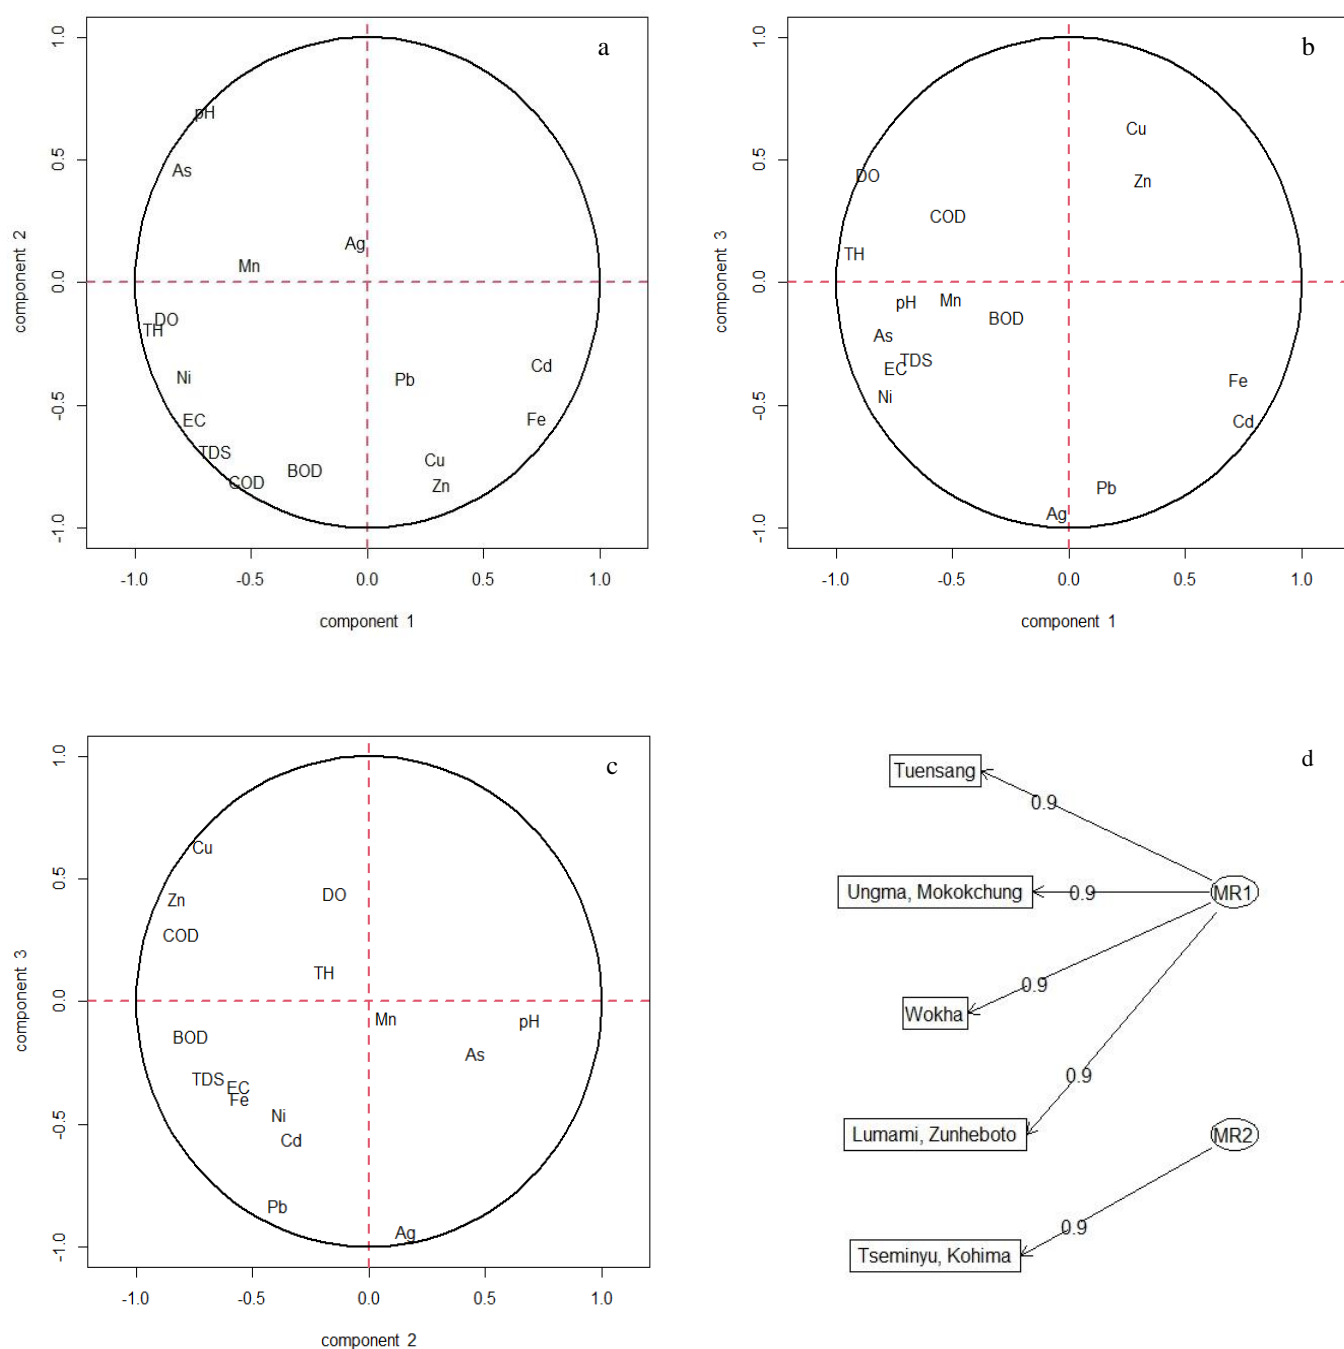 a
1.0
0.5
0.0
-0.5
-1.0
component 2
pH
As
Ag
Mn
DO
TH
Ni
Pb
Cd
EC
Fe
TDS
Cu
BOD
COD
Zn
-1.0 -0.5 0.0 0.5 1.0
component 1
b
1.0
0.5
0.0
-0.5
-1.0
component 3
Cu
DO
Zn
COD
TH
pH
Mn
BOD
As
TDS
EC
Ni
Fe
Cd
Pb
Ag
-1.0 -0.5 0.0 0.5 1.0
component 1
c
1.0
0.5
0.0
-0.5
-1.0
component 3
Cu
DO
Zn
COD
TH
Mn
pH
BOD
As
TDS
EC
Fe
Ni
Cd
Pb
Ag
-1.0 -0.5 0.0 0.5 1.0
component 2
d
Tuensang
0.9
Ungma, Mokokchung
0.9
MR1
0.9
Wokha
0.9
Lumami, Zunheboto
MR2
0.9
Tseminyu, Kohima